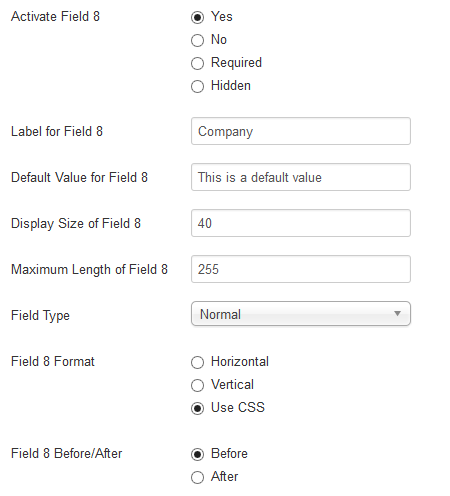 Activate Field 8 Yes
No
Required
Hidden
Label for Field 8 Company
Default Value for Field 8 This is a default value
Display Size of Field 8 40
Maximum Length of Field 8 255
Field Type Normal
Field 8 Format Horizontal
Vertical
Use CSS
Field 8 Before/After Before
After